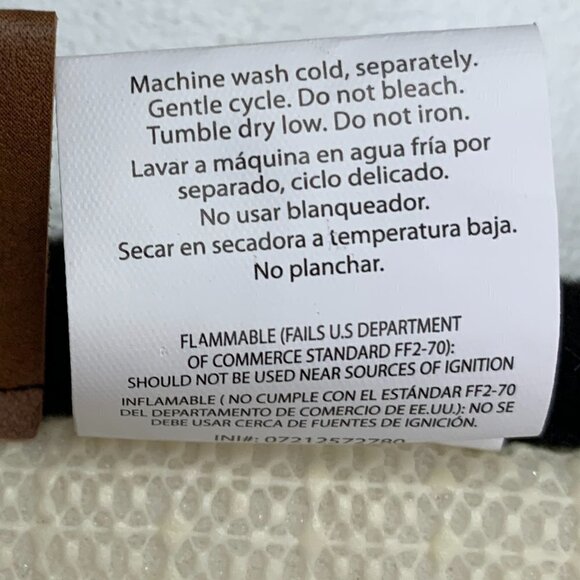 Machine wash cold, separately.
Gentle cycle. Do not bleach.
Tumble dry low. Do not iron.
Lavar a máquina en agua fría por
separado, ciclo delicado.
No usar blanqueador.
Secar en secadora a temperatura baja.
No planchar.
FLAMMABLE (FAILS U.S DEPARTMENT
OF COMMERCE STANDARD FF2-70):
SHOULD NOT BE USED NEAR SOURCES OF IGNITION
INFLAMABLE ( NO CUMPLE CON EL ESTÁNDAR FF2-70
DEL DEPARTAMENTO DE COMERCIO DE EE.UU.): NO SE
DEBE USAR CERCA DE FUENTES DE IGNICIÓN.